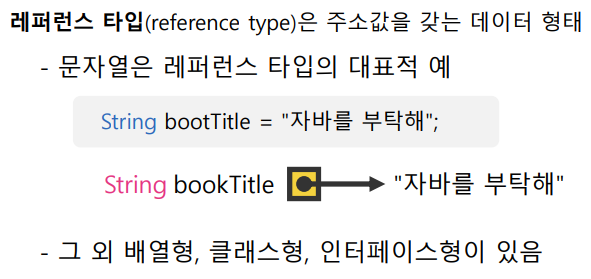 레퍼런스 타입(reference type)은 주소값을 갖는 데이터 형태
- 문자열은 레퍼런스 타입의 대표적 예
String bootTitle = "자바를 부탁해";
String bookTitle "자바를 부탁해"
- 그 외 배열형, 클래스형, 인터페이스형이 있음